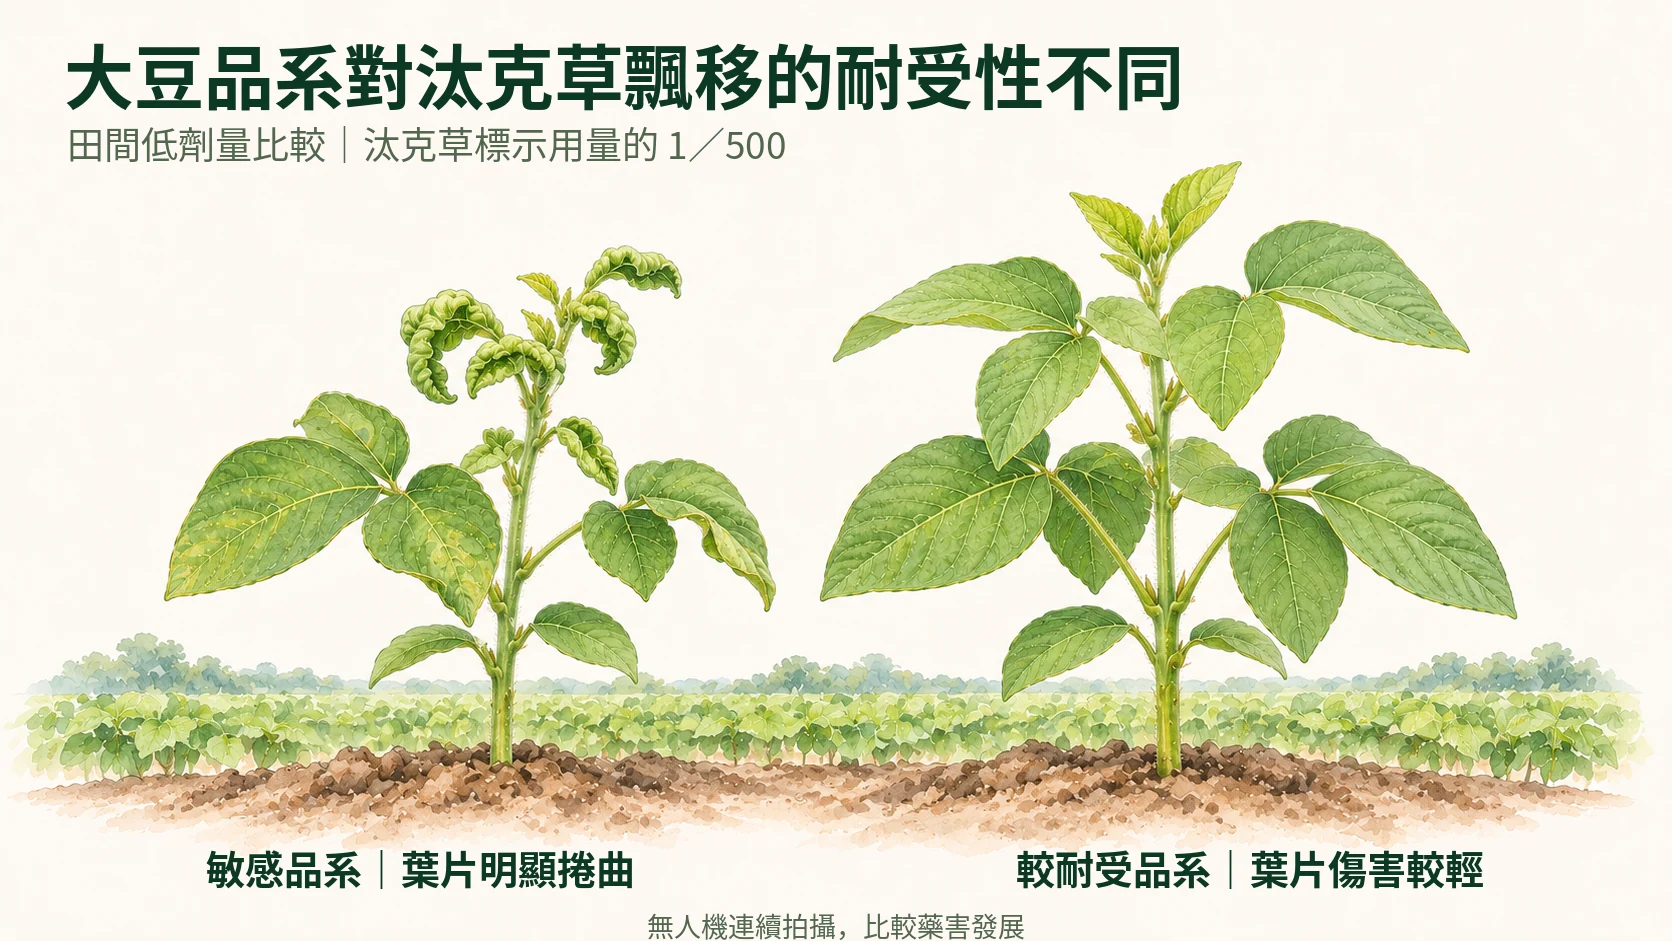 大豆品系對汰克草飄移的耐受性不同
田間低劑量比較｜汰克草標示用量的 1／500
敏感品系｜葉片明顯捲曲
較耐受品系｜葉片傷害較輕
無人機連續拍攝，比較藥害發展